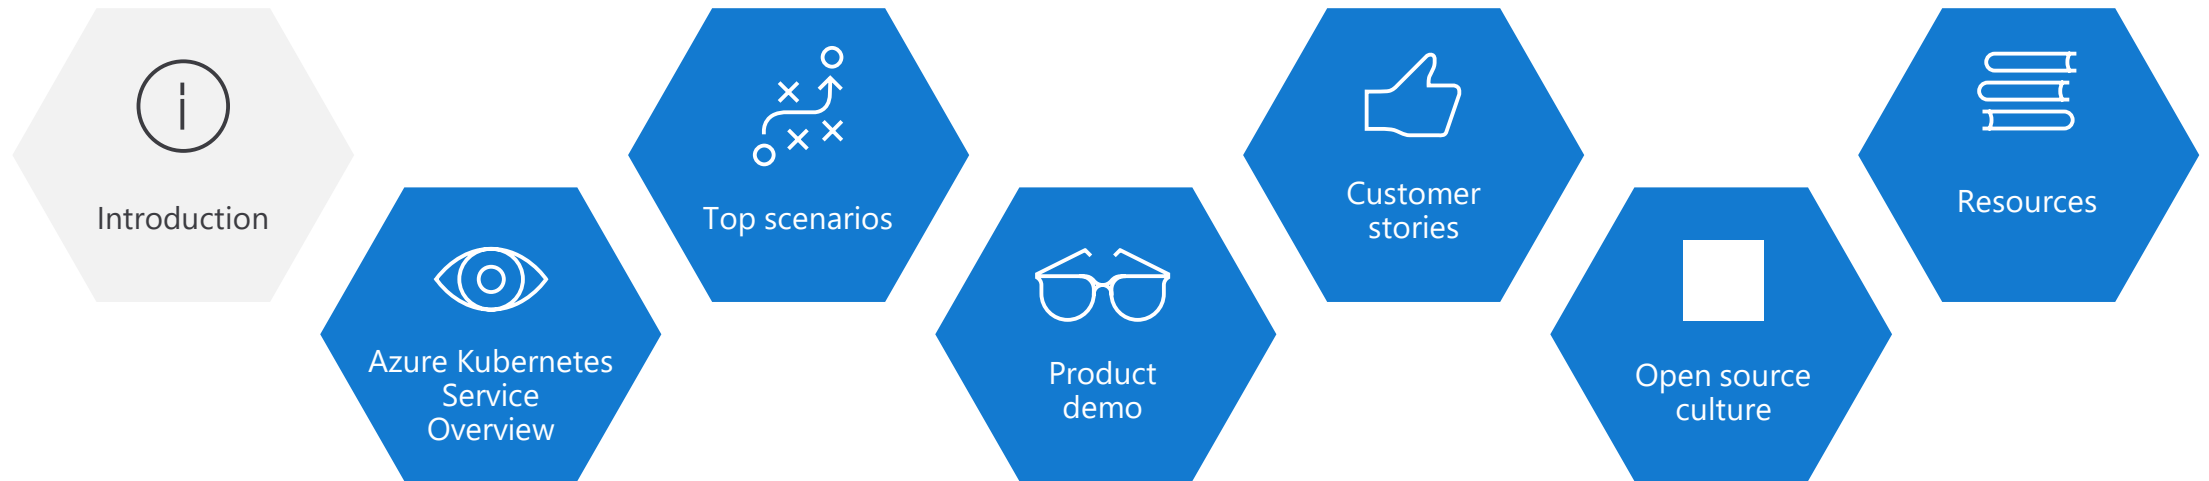 Introduction
Azure Kubernetes
Service
Overview
Top scenarios
Product
demo
Customer
stories
Open source
culture
Resources